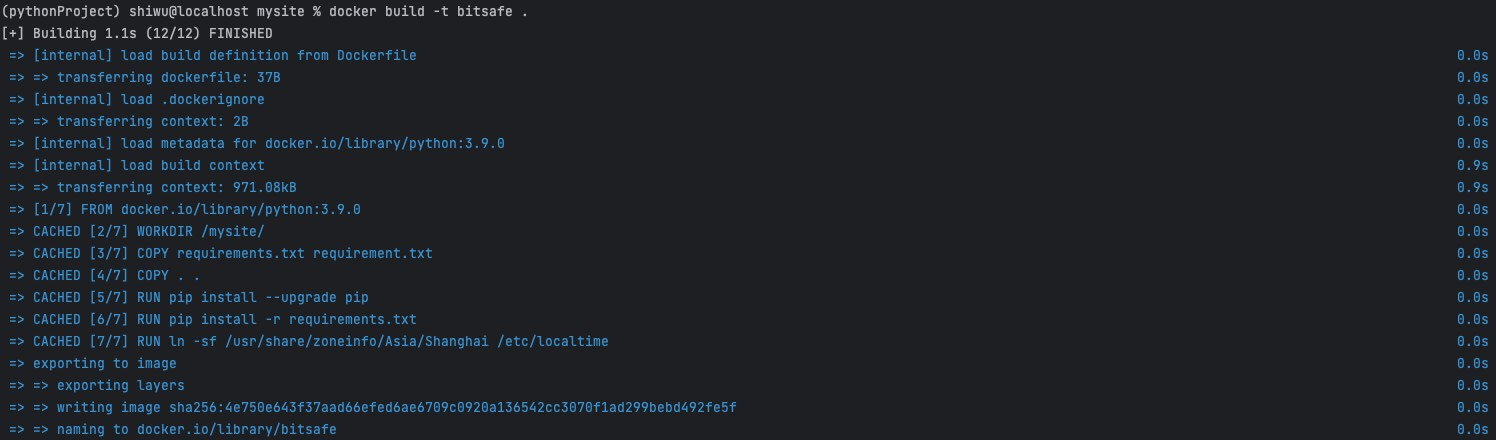 (pythonProject) shiwu@localhost mysite % docker build -t bitsafe .
[+] Building 1.1s (12/12) FINISHED
=> [internal] load build definition from Dockerfile 0.0s
=> => transferring dockerfile: 37B 0.0s
=> [internal] load .dockerignore 0.0s
=> => transferring context: 2B 0.0s
=> [internal] load metadata for docker.io/library/python:3.9.0 0.0s
=> [internal] load build context 0.9s
=> => transferring context: 971.08kB 0.9s
=> [1/7] FROM docker.io/library/python:3.9.0 0.0s
=> CACHED [2/7] WORKDIR /mysite/ 0.0s
=> CACHED [3/7] COPY requirements.txt requirement.txt 0.0s
=> CACHED [4/7] COPY . . 0.0s
=> CACHED [5/7] RUN pip install --upgrade pip 0.0s
=> CACHED [6/7] RUN pip install -r requirements.txt 0.0s
=> CACHED [7/7] RUN ln -sf /usr/share/zoneinfo/Asia/Shanghai /etc/localtime 0.0s
=> exporting to image 0.0s
=> => exporting layers 0.0s
=> => writing image sha256:4e750e643f37aad66efed6ae6709c0920a136542cc3070f1ad299bebd492fe5f 0.0s
=> => naming to docker.io/library/bitsafe 0.0s